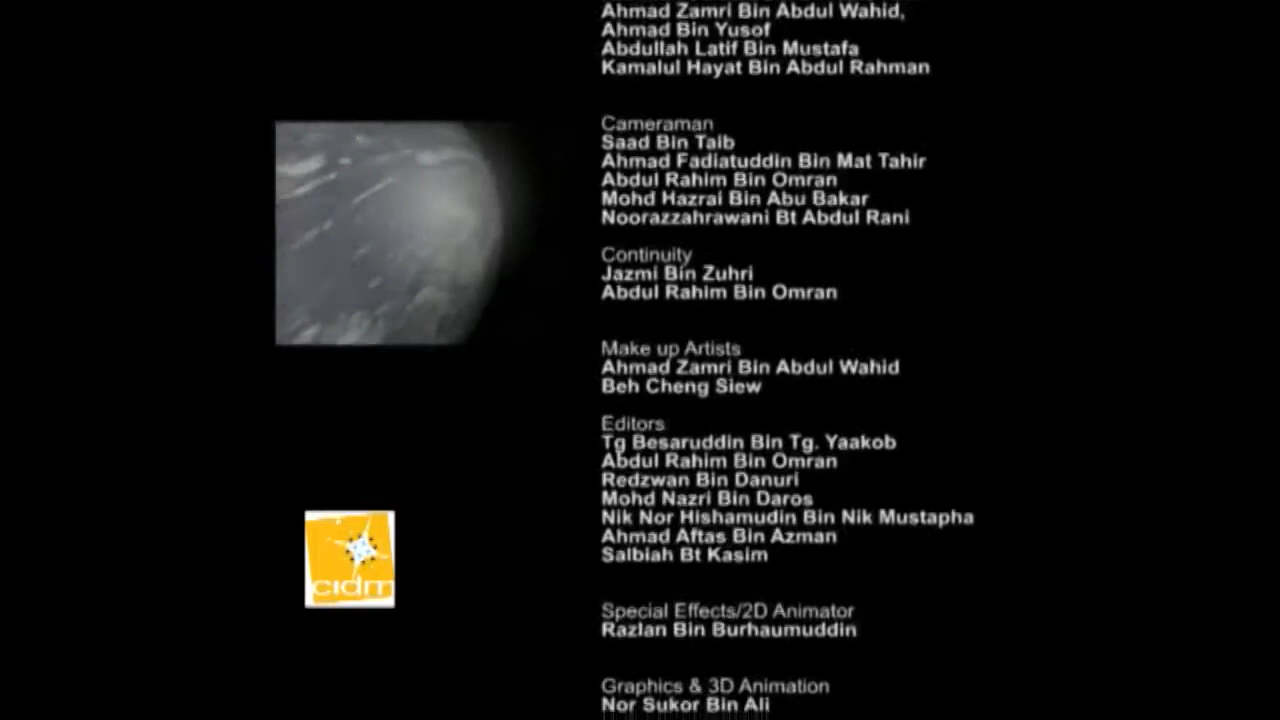 Ahmad Zamri Bin Abdul Wahid,
Ahmad Bin Yusof
Abdullah Latif Bin Mustafa
Kamalul Hayat Bin Abdul Rahman
Cameraman
Saad Bin Talb
Ahmad Fadiatuddin Bin Mat Tahir
Abdul Rahim Bin Omran
Mohd Hazral Bin Abu Bakar
Noorazzahrawani Bt Abdul Rani
Continuity
Jazmi Bin Zuhri
Abdul Rahim Bin Omran
Make up Artists
Ahmad Zamri Bin Abdul Wahid
Beh Cheng Siew
Editors
Tg Besaruddin Bin Tg. Yaakob
Abdul Rahim Bin Omran
Redzwan Bin Danuri
Mohd Nazri Bin Daros
Nik Nor Hishamudin Bin Nik Mustapha
Ahmad Aftas Bin Azman
Salbiah Bt Kasim
cidm
Special Effects/2D Animator
Razlan Bin Burhaumuddin
Graphics & 3D Animation
Nor Sukor Bin Ali